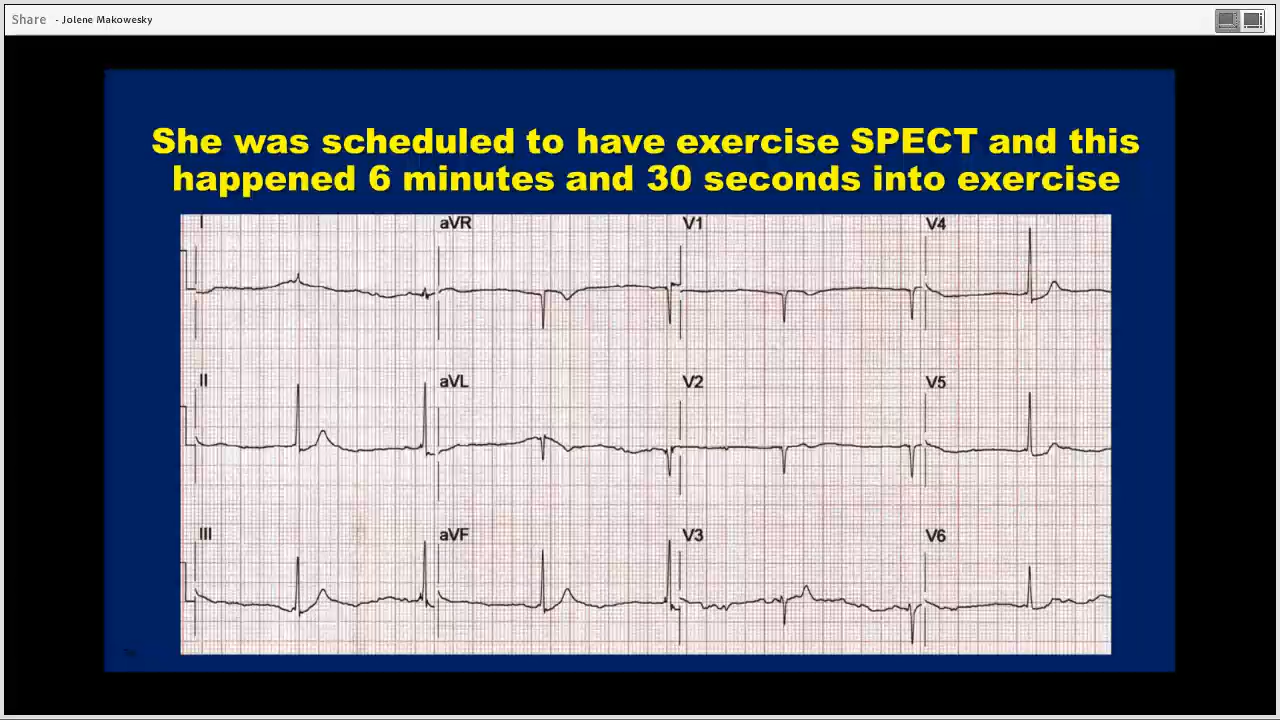 Share - Jolene Makowesky
She was scheduled to have exercise SPECT and this
happened 6 minutes and 30 seconds into exercise
I aVR V1 V4
II aVL V2 V5
III aVF V3 V6